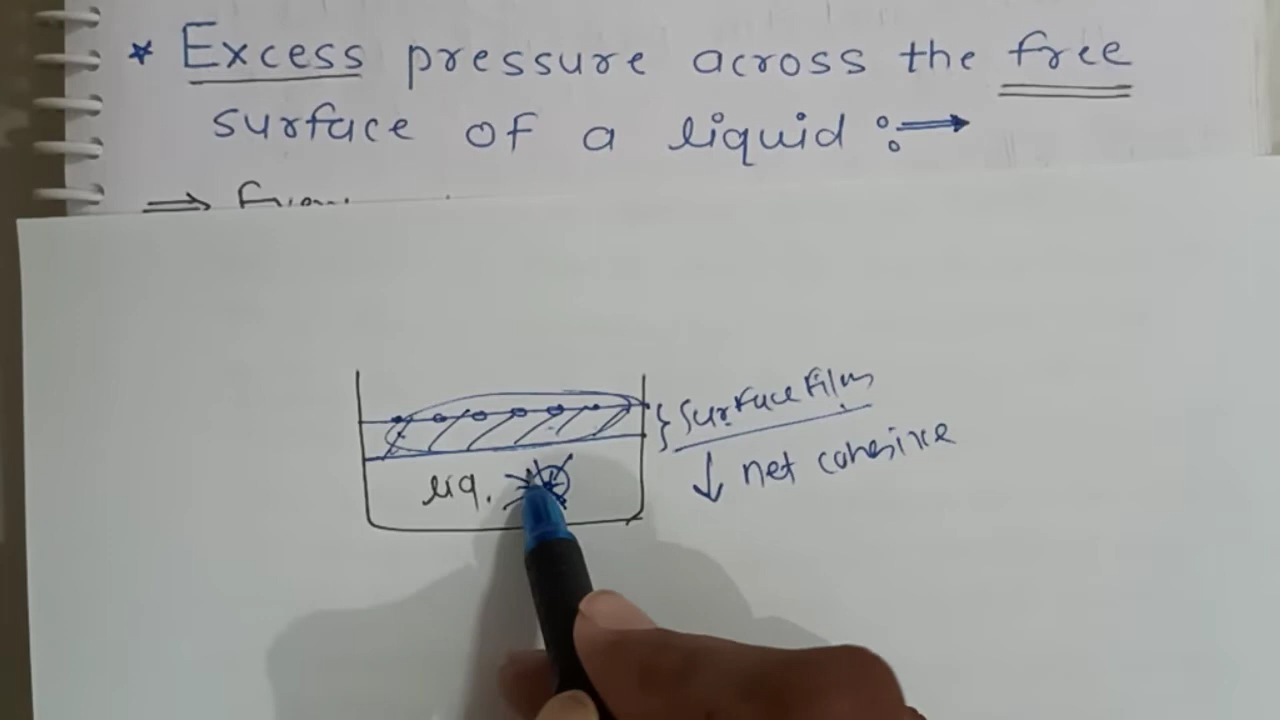 * Excess pressure across the free
surface of a liquid :→
⇒
} Surface Film
↓ net cohesive
liq.